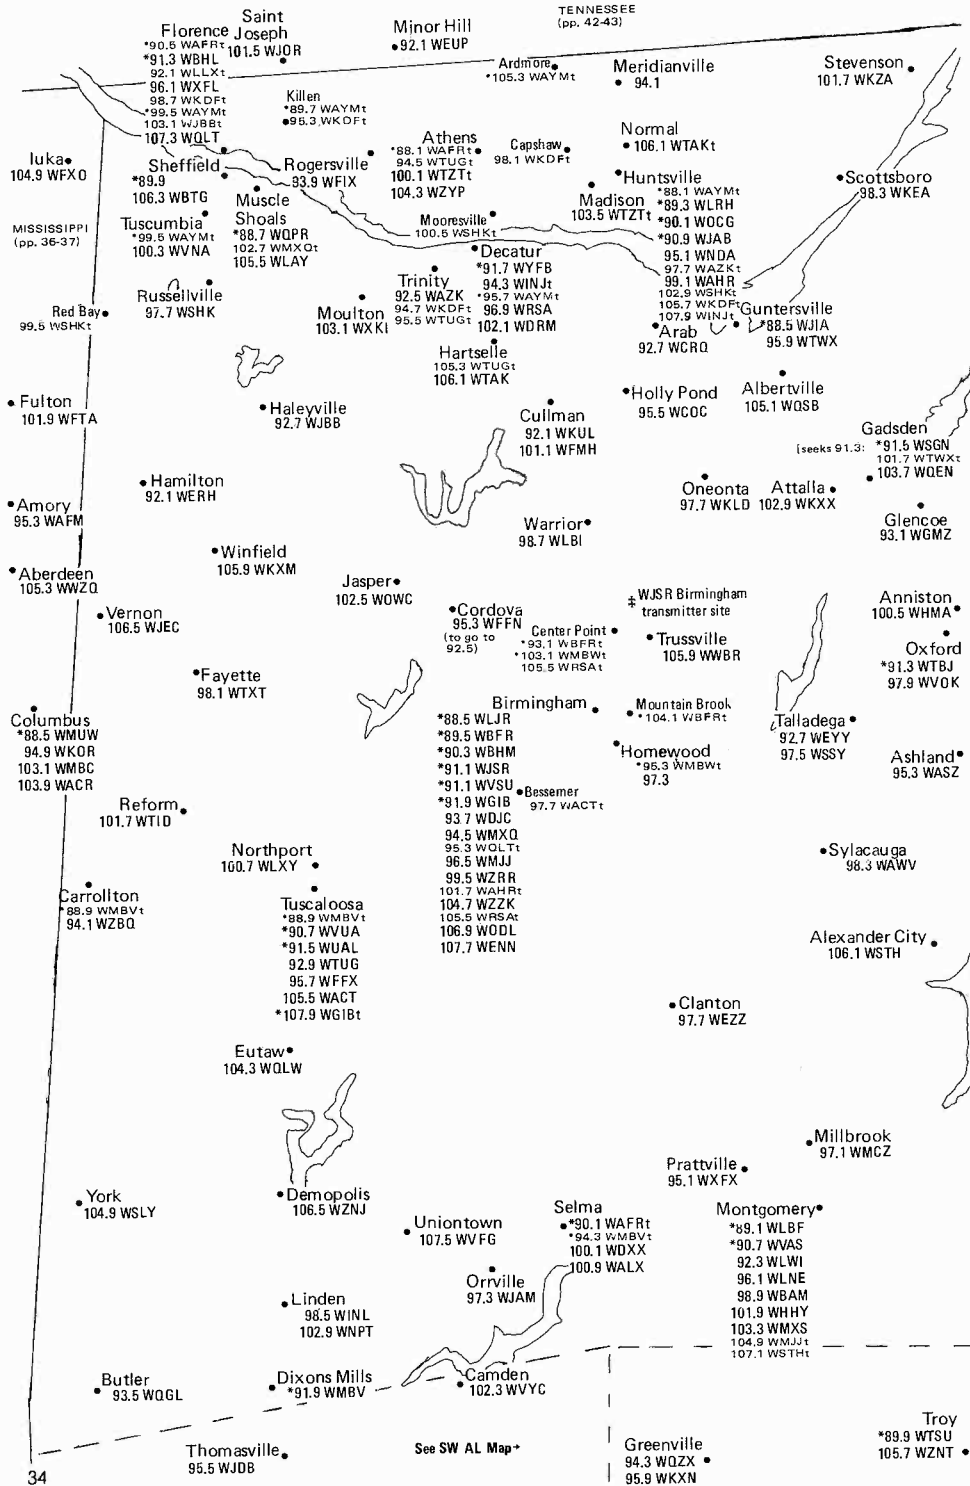 TENNESSEE
(pp. 42-43)
Florence
*90.5 WAFRt
*91.3 WBHL
92.1 WLLXt
96.1 WXFL
98.7 WKDFt
*99.5 WAYMt
103.1 WJBBt
107.3 WQLT
Saint
Joseph
101.5 WJOR
Minor Hill
92.1 WEUP
Ardmore
*105.3 WAYMt
Meridianville
94.1
Stevenson
101.7 WKZA
Killen
*89.7 WAYMt
95.3 WKDFt
Iuka
104.9 WFXO
Sheffield
*89.9
106.3 WBTG
Rogersville
93.9 WFIX
Athens
*88.1 WAFRt
94.5 WTUGt
100.1 WTZTt
104.3 WZYP
Capshaw
98.1 WKDFt
Normal
106.1 WTAKt
Huntsville
*88.1 WAYMt
*89.3 WLRH
*90.1 WOCG
*90.9 WJAB
95.1 WNDA
97.7 WAZKt
99.1 WAHR
102.9 WSHKt
105.7 WKDFt
107.9 WINJt
Madison
103.5 WTZTt
Scottsboro
98.3 WKEA
MISSISSIPPI
(pp. 36-37)
Tuscumbia
*99.5 WAYMt
100.3 WVNA
Muscle
Shoals
*88.7 WQPR
102.7 WMXQt
105.5 WLAY
Mooresville
100.5 WSHKt
Decatur
*91.7 WYFB
94.3 WINJt
*95.7 WAYMt
96.9 WRSA
102.1 WDRM
Russellville
97.7 WSHK
Trinity
92.5 WAZK
94.7 WKDFt
95.5 WTUGt
Moulton
103.1 WXKI
Red Bay
99.5 WSHKt
Guntersville
*88.5 WJIA
95.9 WTWX
Arab
92.7 WCRQ
Hartselle
105.3 WTUGt
106.1 WTAK
Fulton
101.9 WFTA
Haleyville
92.7 WJBB
Cullman
92.1 WKUL
101.1 WFMH
Holly Pond
95.5 WCOC
Albertville
105.1 WQSB
Gadsden
[seeks 91.3: *91.5 WSGN
101.7 WTWXt
103.7 WQEN
Hamilton
92.1 WERH
Amory
95.3 WAFM
Oneonta
97.7 WKLD
Attalla
102.9 WKXX
Glencoe
93.1 WGMZ
Warrior
98.7 WLBI
Winfield
105.9 WKXM
Aberdeen
105.3 WWZQ
Jasper
102.5 WOWC
Vernon
106.5 WJEC
Cordova
95.3 WFFN
(to go to
92.5)
WJSR Birmingham
transmitter site
Anniston
100.5 WHMA
Center Point
*93.1 WBFRt
*103.1 WMBWt
105.5 WRSAt
Trussville
105.9 WWBR
Oxford
*91.3 WTBJ
97.9 WVOK
Fayette
98.1 WTXT
Columbus
*88.5 WMUW
94.9 WKOR
103.1 WMBC
103.9 WACR
Birmingham
*88.5 WLJR
*89.5 WBFR
*90.3 WBHM
*91.1 WJSR
*91.1 WVSU
*91.9 WGIB
93.7 WDJC
94.5 WMXQ
95.3 WQLTt
96.5 WMJJ
99.5 WZRR
101.7 WAHRt
104.7 WZZK
105.5 WRSAt
106.9 WODL
107.7 WENN
Mountain Brook
*104.1 WBFRt
Homewood
*95.3 WMBWt
97.3
Talladega
92.7 WEYY
97.5 WSSY
Ashland
95.3 WASZ
Bessemer
97.7 WACTt
Reform
101.7 WTID
Northport
100.7 WLXY
Sylacauga
98.3 WAWV
Carrollton
*88.9 WMBVt
94.1 WZBQ
Tuscaloosa
*88.9 WMBVt
*90.7 WVUA
*91.5 WUAL
92.9 WTUG
95.7 WFFX
105.5 WACT
*107.9 WGIBt
Alexander City
106.1 WSTH
Clanton
97.7 WEZZ
Eutaw
104.3 WQLW
Millbrook
97.1 WMCZ
Prattville
95.1 WXFX
York
104.9 WSLY
Demopolis
106.5 WZNJ
Uniontown
107.5 WVFG
Selma
*90.1 WAFRt
*94.3 WMBVt
100.1 WDXX
100.9 WALX
Montgomery
*89.1 WLBF
*90.7 WVAS
92.3 WLWI
96.1 WLNE
98.9 WBAM
101.9 WHHY
103.3 WMXS
104.9 WMJJt
107.1 WSTHt
Orrville
97.3 WJAM
Linden
98.5 WINL
102.9 WNPT
Butler
93.5 WQGL
Dixons Mills
*91.9 WMBV
Camden
102.3 WVYC
Thomasville
95.5 WJDB
See SW AL Map→
Greenville
94.3 WQZX
95.9 WKXN
Troy
*89.9 WTSU
105.7 WZNT
34